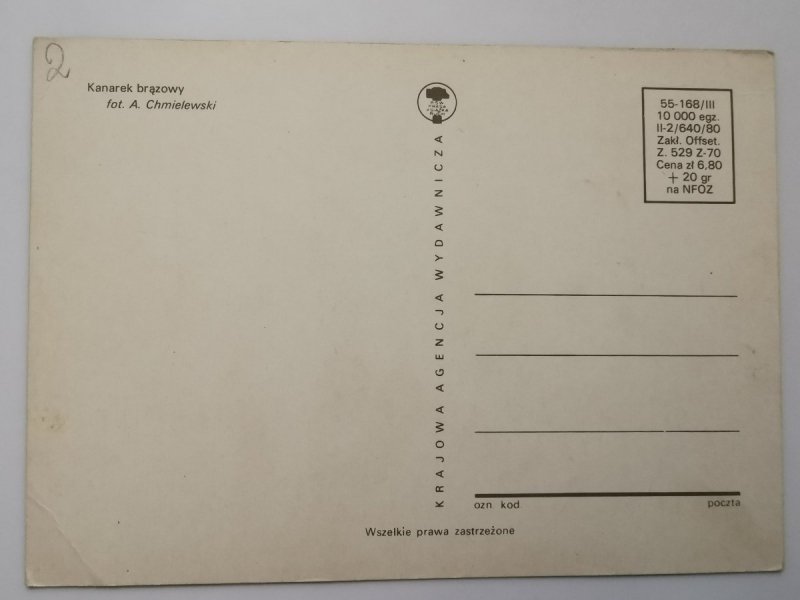 2
Kanarek brązowy
fot. A. Chmielewski
KRAJOWA AGENCJA WYDAWNICZA
55-168/III
10 000 egz.
II-2/640/80
Zakł. Offset.
Z. 529 Z-70
Cena zł 6,80
+ 20 gr
na NFOZ
ozn. kod.
poczta
Wszelkie prawa zastrzeżone